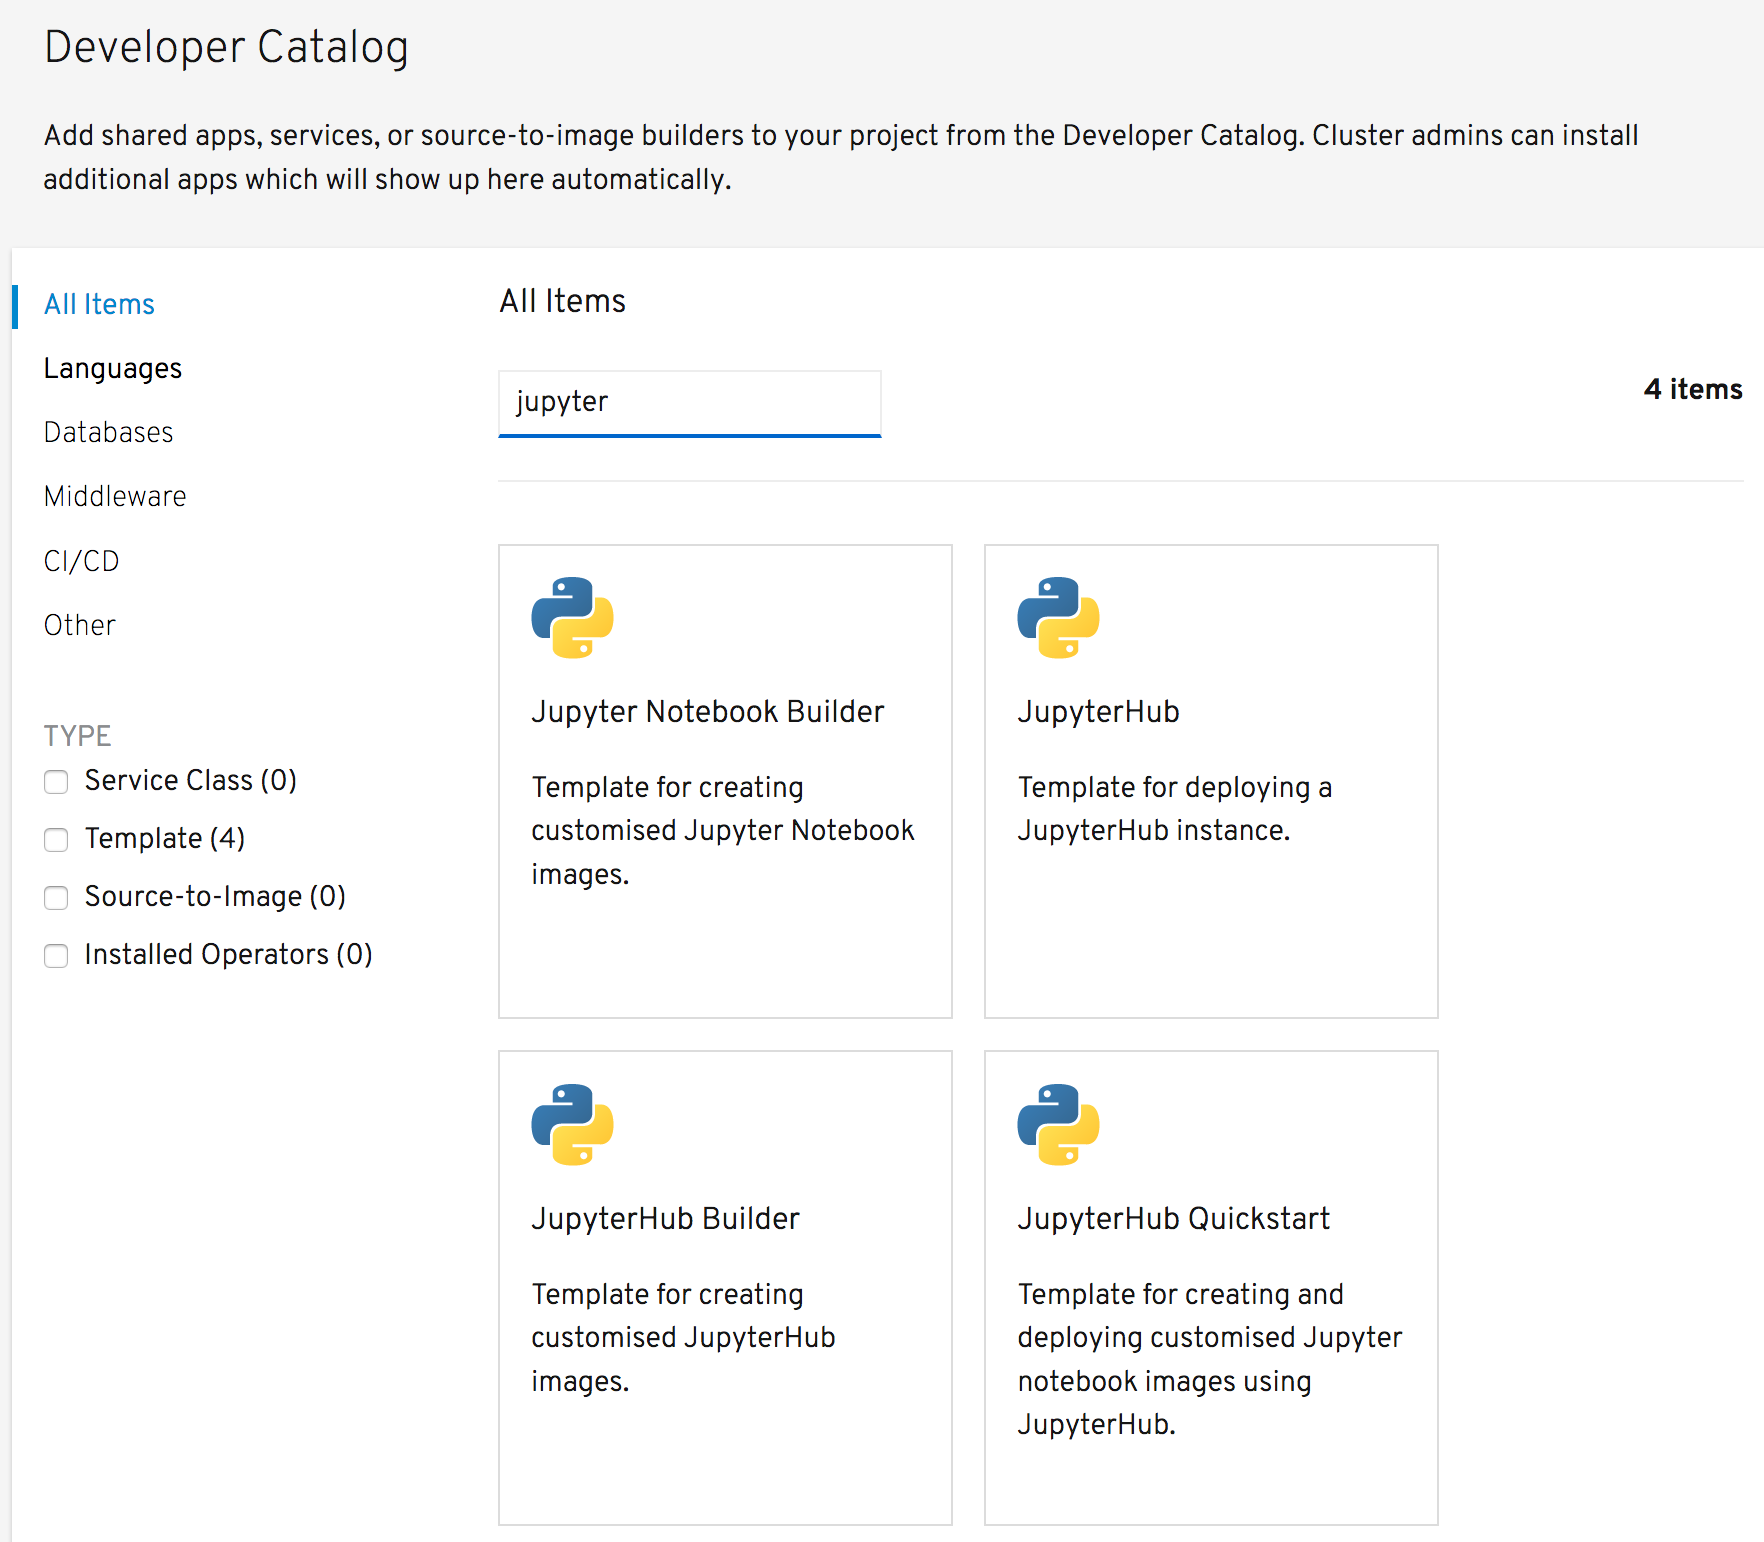 Developer Catalog
Add shared apps, services, or source-to-image builders to your project from the Developer Catalog. Cluster admins can install
additional apps which will show up here automatically.
All Items
Languages
Databases
Middleware
CI/CD
Other
TYPE
Service Class (0)
Template (4)
Source-to-Image (0)
Installed Operators (0)
All Items
jupyter
4 items
Jupyter Notebook Builder
Template for creating
customised Jupyter Notebook
images.
JupyterHub
Template for deploying a
JupyterHub instance.
JupyterHub Builder
Template for creating
customised JupyterHub
images.
JupyterHub Quickstart
Template for creating and
deploying customised Jupyter
notebook images using
JupyterHub.